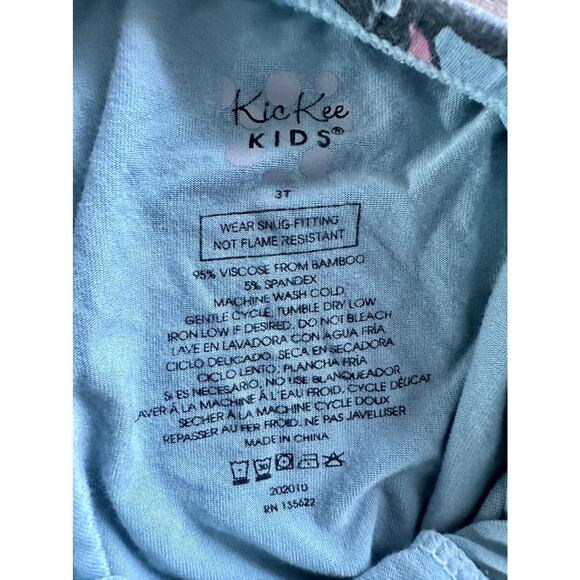 KicKee
KIDS®
3T
WEAR SNUG-FITTING
NOT FLAME RESISTANT
95% VISCOSE FROM BAMBOO
5% SPANDEX
MACHINE WASH COLD,
GENTLE CYCLE, TUMBLE DRY LOW
IRON LOW IF DESIRED. DO NOT BLEACH
LAVE EN LAVADORA CON AGUA FRÍA
CICLO DELICADO, SECA EN SECADORA
CICLO LENTO, PLANCHA FRÍA
SI ES NECESARIO, NO USE BLANQUEADOR
LAVER À LA MACHINE À L'EAU FROID. CYCLE DÉLICAT
SECHER À LA MACHINE CYCLE DOUX
REPASSER AU FER FROID. NE PAS JAVELLISER
MADE IN CHINA
30
202010
RN 135622